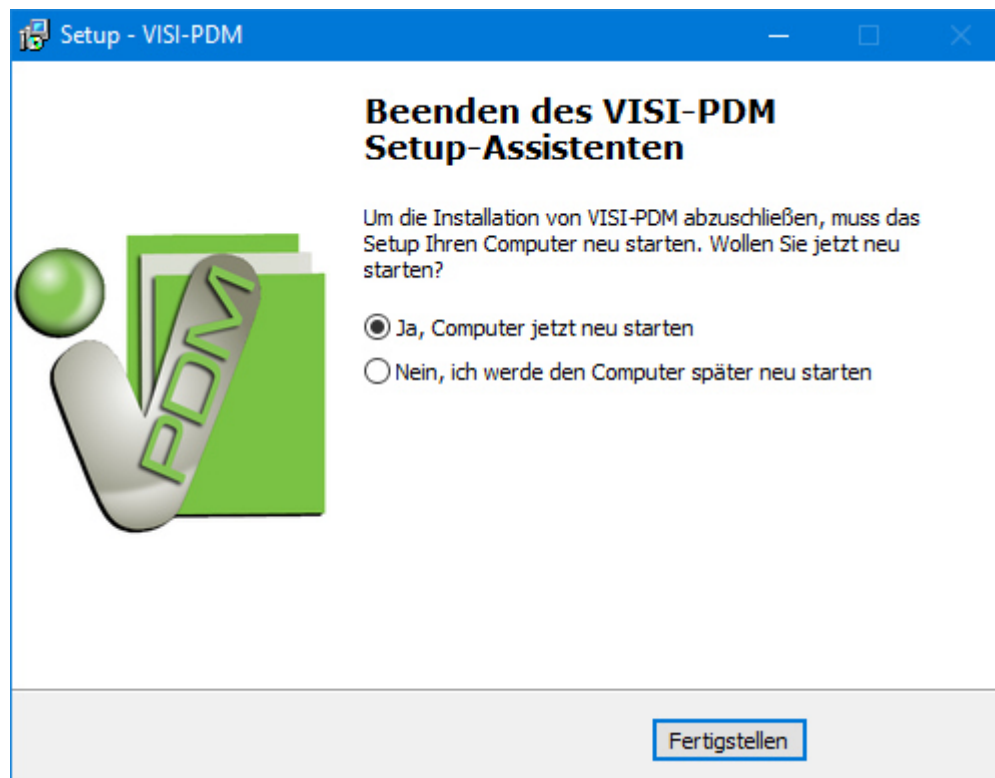 Setup - VISI-PDM
Beenden des VISI-PDM
Setup-Assistenten
Um die Installation von VISI-PDM abzuschließen, muss das
Setup Ihren Computer neu starten. Wollen Sie jetzt neu
starten?
Ja, Computer jetzt neu starten
Nein, ich werde den Computer später neu starten
PDM
Fertigstellen